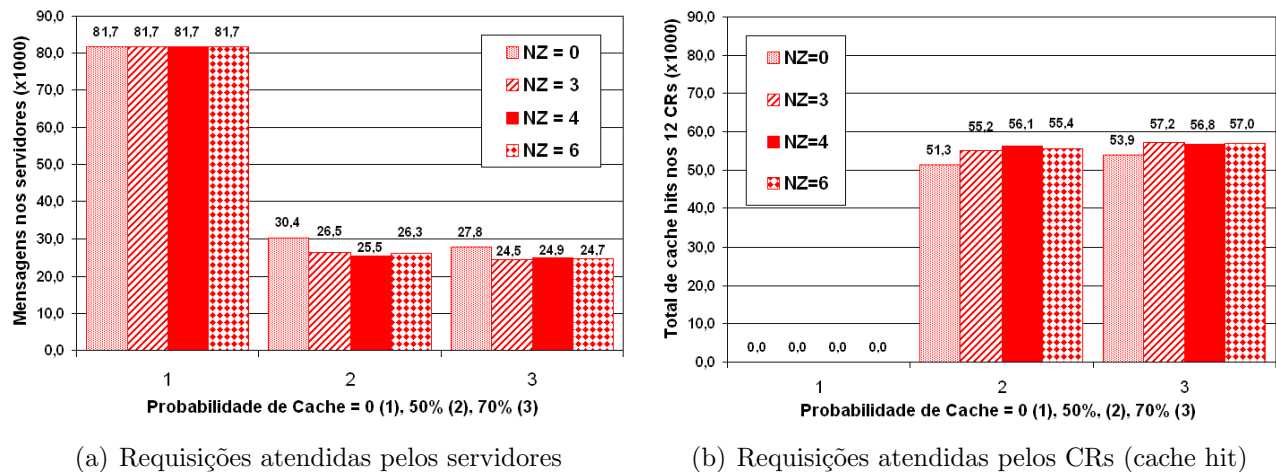 Mensagens nos servidores (x1000)
90,0
80,0
70,0
60,0
50,0
40,0
30,0
20,0
10,0
0,0
81,7 81,7 81,7 81,7
30,4 26,5 25,5 26,3
27,8 24,5 24,9 24,7
NZ = 0
NZ = 3
NZ = 4
NZ = 6
1 2 3
Probabilidade de Cache = 0 (1), 50% (2), 70% (3)
(a) Requisições atendidas pelos servidores
Total de cache hits nos 12 CRs (x1000)
90,0
80,0
70,0
60,0
50,0
40,0
30,0
20,0
10,0
0,0
NZ=0
NZ=3
NZ=4
NZ=6
0,0 0,0 0,0 0,0
51,3 55,2 56,1 55,4
53,9 57,2 56,8 57,0
1 2 3
Probabilidade de Cache = 0 (1), 50%, (2), 70% (3)
(b) Requisições atendidas pelos CRs (cache hit)